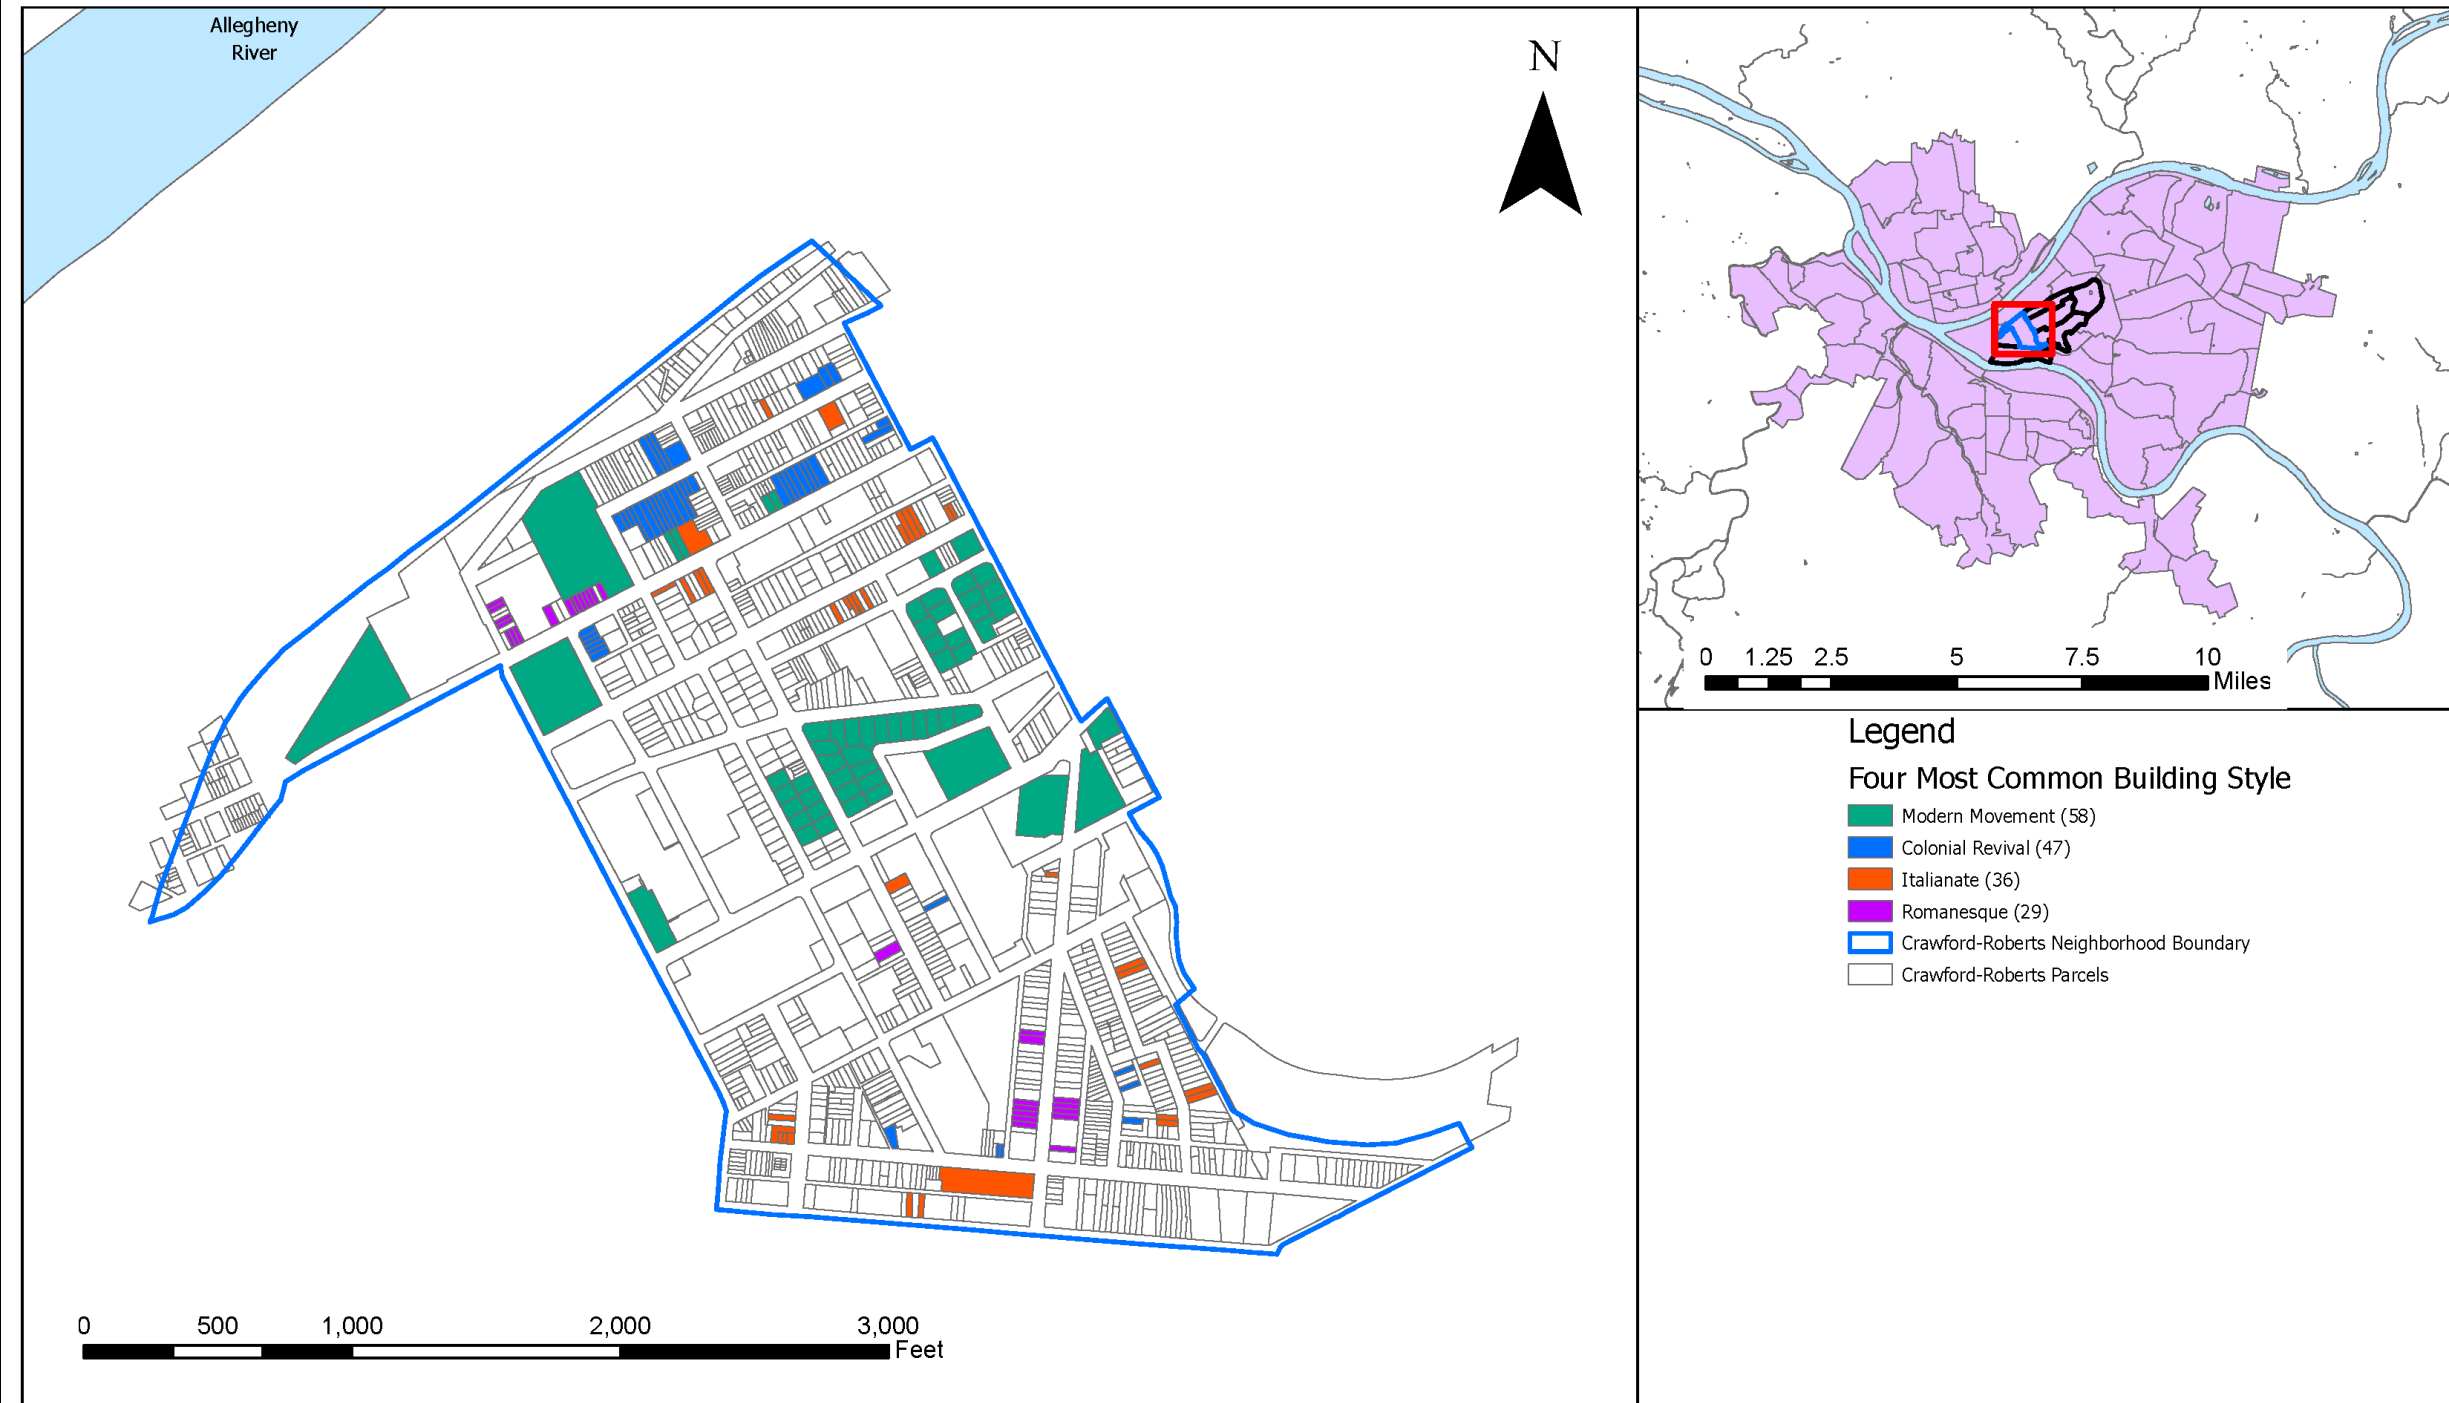 Allegheny
River
N
0 500 1,000 2,000 3,000
Feet
0 1.25 2.5 5 7.5 10
Miles
Legend
Four Most Common Building Style
Modern Movement (58)
Colonial Revival (47)
Italianate (36)
Romanesque (29)
Crawford-Roberts Neighborhood Boundary
Crawford-Roberts Parcels